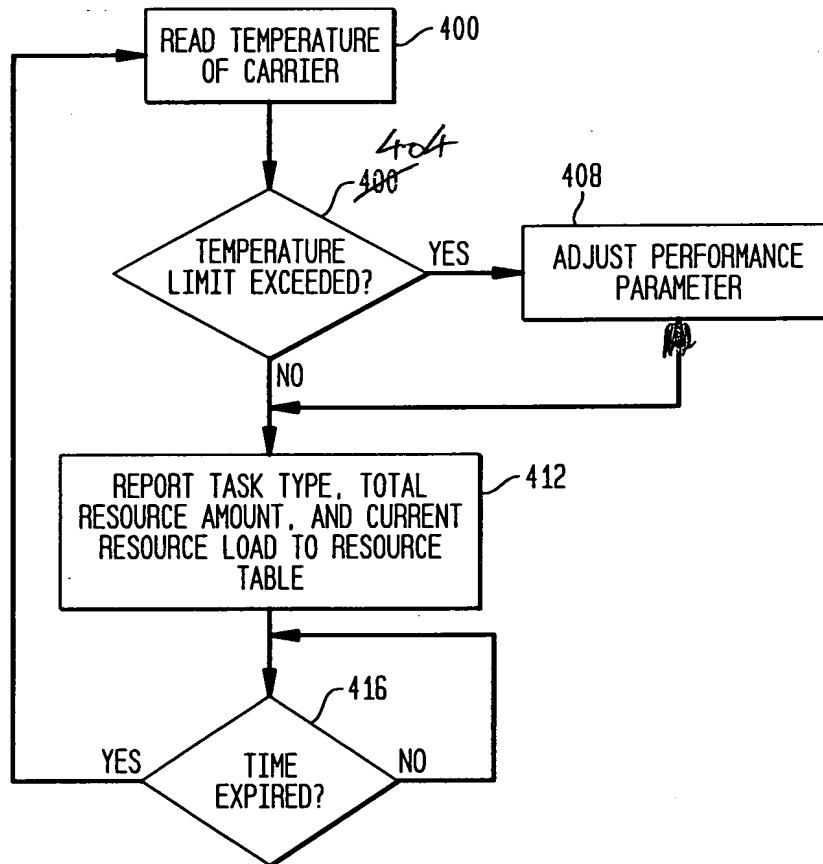 READ TEMPERATURE
OF CARRIER
400
404
400
TEMPERATURE
LIMIT EXCEEDED?
YES
408
ADJUST PERFORMANCE
PARAMETER
NO
REPORT TASK TYPE, TOTAL
RESOURCE AMOUNT, AND CURRENT
RESOURCE LOAD TO RESOURCE
TABLE
412
416
YES
TIME
EXPIRED?
NO